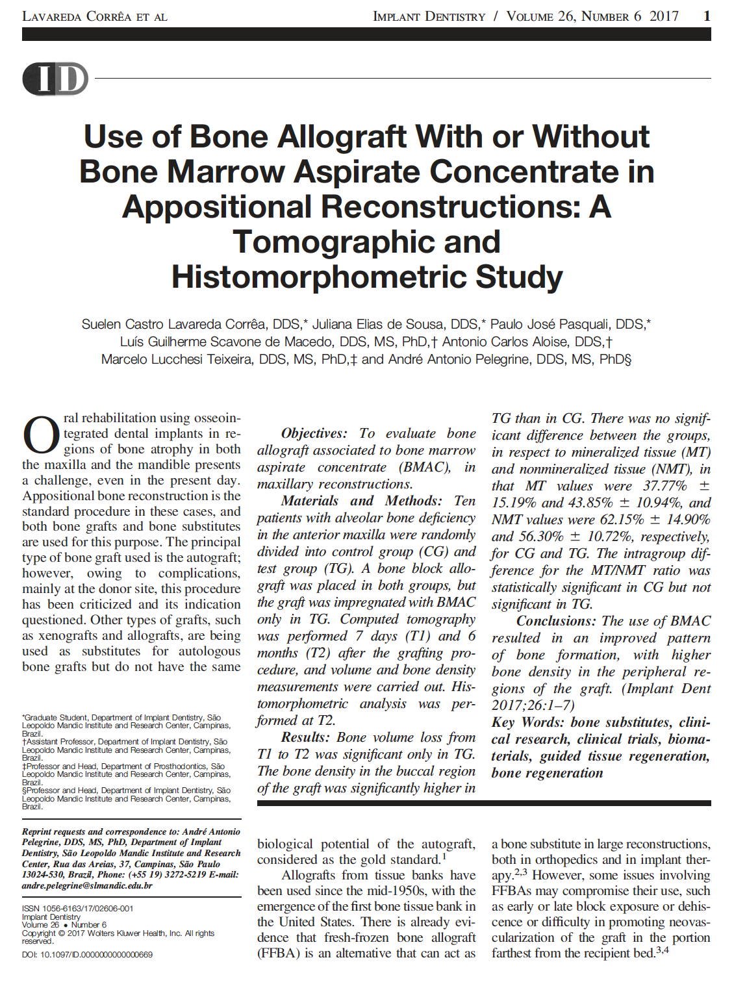 LAVAREDA CORRÊA ET AL
IMPLANT DENTISTRY / VOLUME 26, NUMBER 6 2017 1
ID
Use of Bone Allograft With or Without
Bone Marrow Aspirate Concentrate in
Appositional Reconstructions: A
Tomographic and
Histomorphometric Study
Suelen Castro Lavareda Corrêa, DDS,* Juliana Elias de Sousa, DDS,* Paulo José Pasquali, DDS,*
Luís Guilherme Scavone de Macedo, DDS, MS, PhD,† Antonio Carlos Aloise, DDS,†
Marcelo Lucchesi Teixeira, DDS, MS, PhD,‡ and André Antonio Pelegrine, DDS, MS, PhD§
Oral rehabilitation using osseoin-
tegrated dental implants in re-
gions of bone atrophy in both
the maxilla and the mandible presents
a challenge, even in the present day.
Appositional bone reconstruction is the
standard procedure in these cases, and
both bone grafts and bone substitutes
are used for this purpose. The principal
type of bone graft used is the autograft;
however, owing to complications,
mainly at the donor site, this procedure
has been criticized and its indication
questioned. Other types of grafts, such
as xenografts and allografts, are being
used as substitutes for autologous
bone grafts but do not have the same
*Graduate Student, Department of Implant Dentistry, São
Leopoldo Mandic Institute and Research Center, Campinas,
Brazil.
†Assistant Professor, Department of Implant Dentistry, São
Leopoldo Mandic Institute and Research Center, Campinas,
Brazil.
‡Professor and Head, Department of Prosthodontics, São
Leopoldo Mandic Institute and Research Center, Campinas,
Brazil.
§Professor and Head, Department of Implant Dentistry, São
Leopoldo Mandic Institute and Research Center, Campinas,
Brazil.
Reprint requests and correspondence to: André Antonio
Pelegrine, DDS, MS, PhD, Department of Implant
Dentistry, São Leopoldo Mandic Institute and Research
Center, Rua das Areias, 37, Campinas, São Paulo
13024-530, Brazil, Phone: (+55 19) 3272-5219 E-mail:
andre.pelegrine@slmandic.edu.br
ISSN 1056-6163/17/02606-001
Implant Dentistry
Volume 26 • Number 6
Copyright © 2017 Wolters Kluwer Health, Inc. All rights
reserved.
DOI: 10.1097/ID.0000000000000669
Objectives: To evaluate bone
allograft associated to bone marrow
aspirate concentrate (BMAC), in
maxillary reconstructions.
Materials and Methods: Ten
patients with alveolar bone deficiency
in the anterior maxilla were randomly
divided into control group (CG) and
test group (TG). A bone block allo-
graft was placed in both groups, but
the graft was impregnated with BMAC
only in TG. Computed tomography
was performed 7 days (T1) and 6
months (T2) after the grafting pro-
cedure, and volume and bone density
measurements were carried out. His-
tomorphometric analysis was per-
formed at T2.
Results: Bone volume loss from
T1 to T2 was significant only in TG.
The bone density in the buccal region
of the graft was significantly higher in
TG than in CG. There was no signif-
icant difference between the groups,
in respect to mineralized tissue (MT)
and nonmineralized tissue (NMT), in
that MT values were 37.77% ±
15.19% and 43.85% ± 10.94%, and
NMT values were 62.15% ± 14.90%
and 56.30% ± 10.72%, respectively,
for CG and TG. The intragroup dif-
ference for the MT/NMT ratio was
statistically significant in CG but not
significant in TG.
Conclusions: The use of BMAC
resulted in an improved pattern
of bone formation, with higher
bone density in the peripheral re-
gions of the graft. (Implant Dent
2017;26:1–7)
Key Words: bone substitutes, clini-
cal research, clinical trials, bioma-
terials, guided tissue regeneration,
bone regeneration
biological potential of the autograft,
considered as the gold standard.1
Allografts from tissue banks have
been used since the mid-1950s, with the
emergence of the first bone tissue bank in
the United States. There is already evi-
dence that fresh-frozen bone allograft
(FFBA) is an alternative that can act as
a bone substitute in large reconstructions,
both in orthopedics and in implant ther-
apy.2,3 However, some issues involving
FFBAs may compromise their use, such
as early or late block exposure or dehis-
cence or difficulty in promoting neovas-
cularization of the graft in the portion
farthest from the recipient bed.3,4